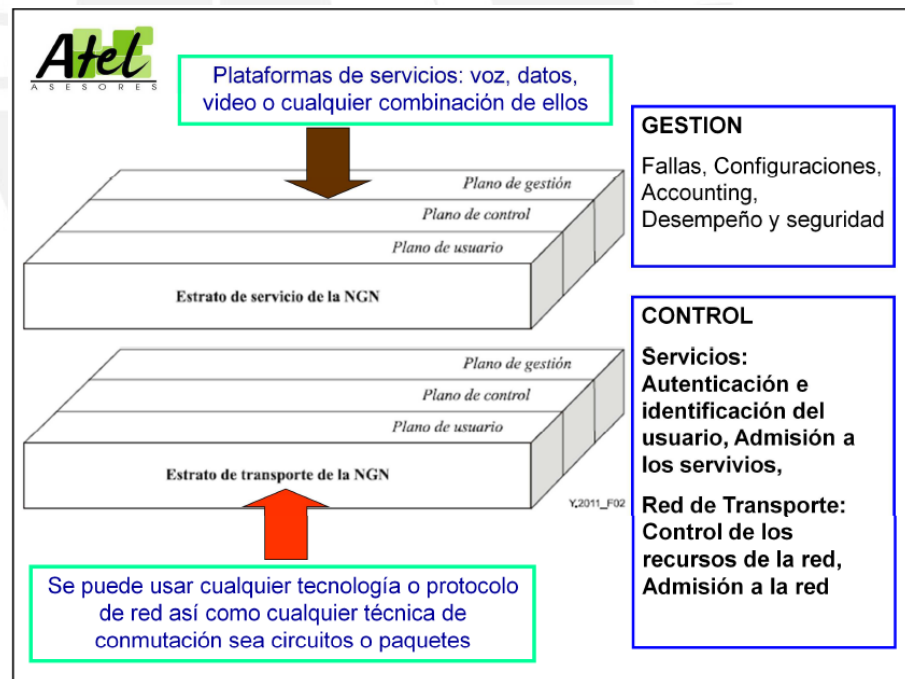 Atel
ASESORES
Plataformas de servicios: voz, datos,
video o cualquier combinación de ellos
Plano de gestión
Plano de control
Plano de usuario
Estrato de servicio de la NGN
Plano de gestión
Plano de control
Plano de usuario
Estrato de transporte de la NGN
Y.2011_F02
Se puede usar cualquier tecnología o protocolo
de red así como cualquier técnica de
conmutación sea circuitos o paquetes
GESTION
Fallas, Configuraciones,
Accounting,
Desempeño y seguridad
CONTROL
Servicios:
Autenticación e
identificación del
usuario, Admisión a
los servivios,
Red de Transporte:
Control de los
recursos de la red,
Admisión a la red